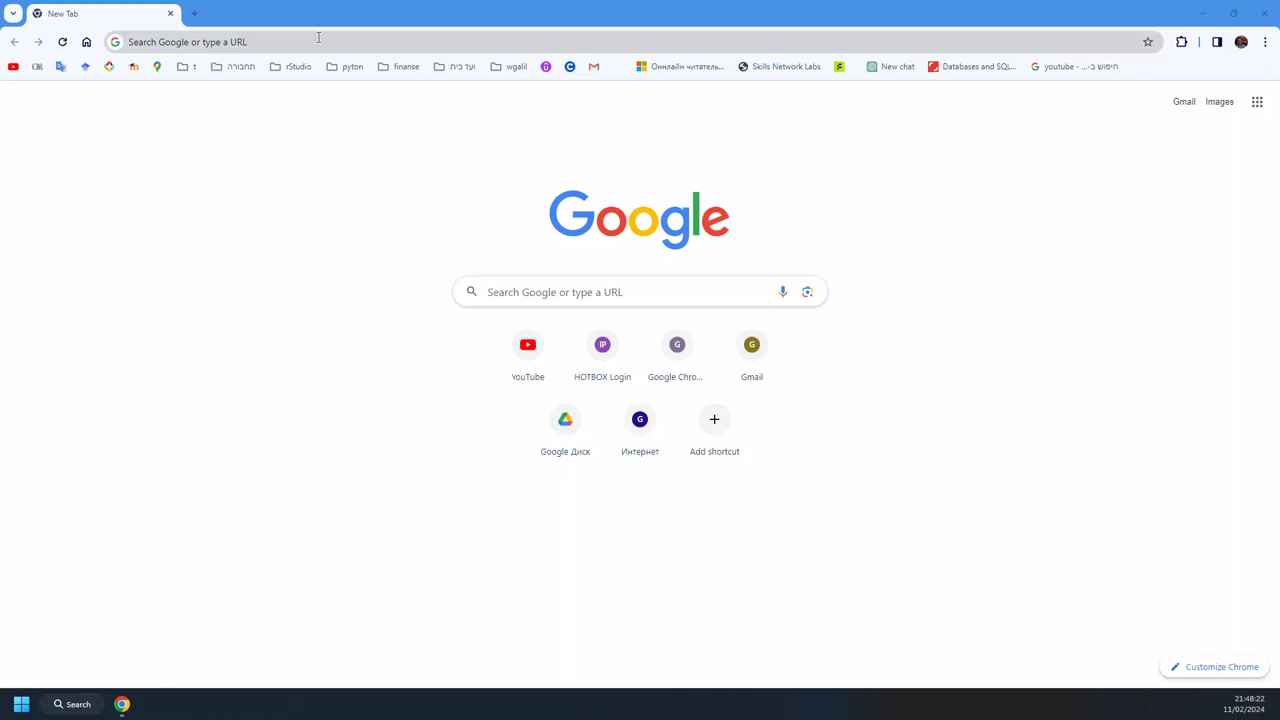 New Tab
Search Google or type a URL
t
תחבורה
rStudio
pyton
finanse
ועד בית
wgalil
Онлайн читатель...
Skills Network Labs
New chat
Databases and SQL...
youtube - ...חיפוש ב-
Gmail
Images
Google
Search Google or type a URL
YouTube
IP
HOTBOX Login
G
Google Chro...
G
Gmail
Google Диск
G
Интернет
Add shortcut
Customize Chrome
Search
21:48:22
11/02/2024